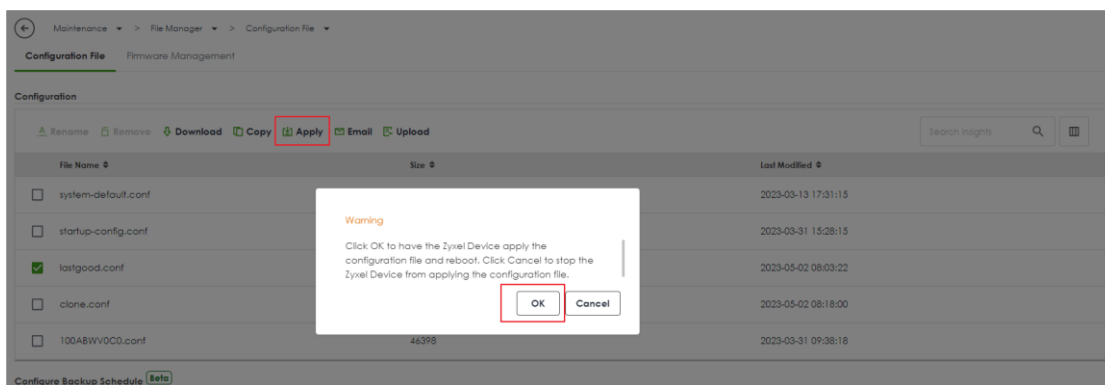 Maintenance > File Manager > Configuration File
Configuration File Firmware Management
Configuration
Rename Remove Download Copy Apply Email Upload Search insights
File Name Size Last Modified
system-default.conf 2023-03-13 17:31:15
startup-config.conf 2023-03-31 15:28:15
lastgood.conf 2023-05-02 08:03:22
clone.conf 2023-05-02 08:18:00
100ABWV0C0.conf 46398 2023-03-31 09:38:18
Warning
Click OK to have the Zyxel Device apply the
configuration file and reboot. Click Cancel to stop the
Zyxel Device from applying the configuration file.
OK Cancel
Configure Backup Schedule Beta